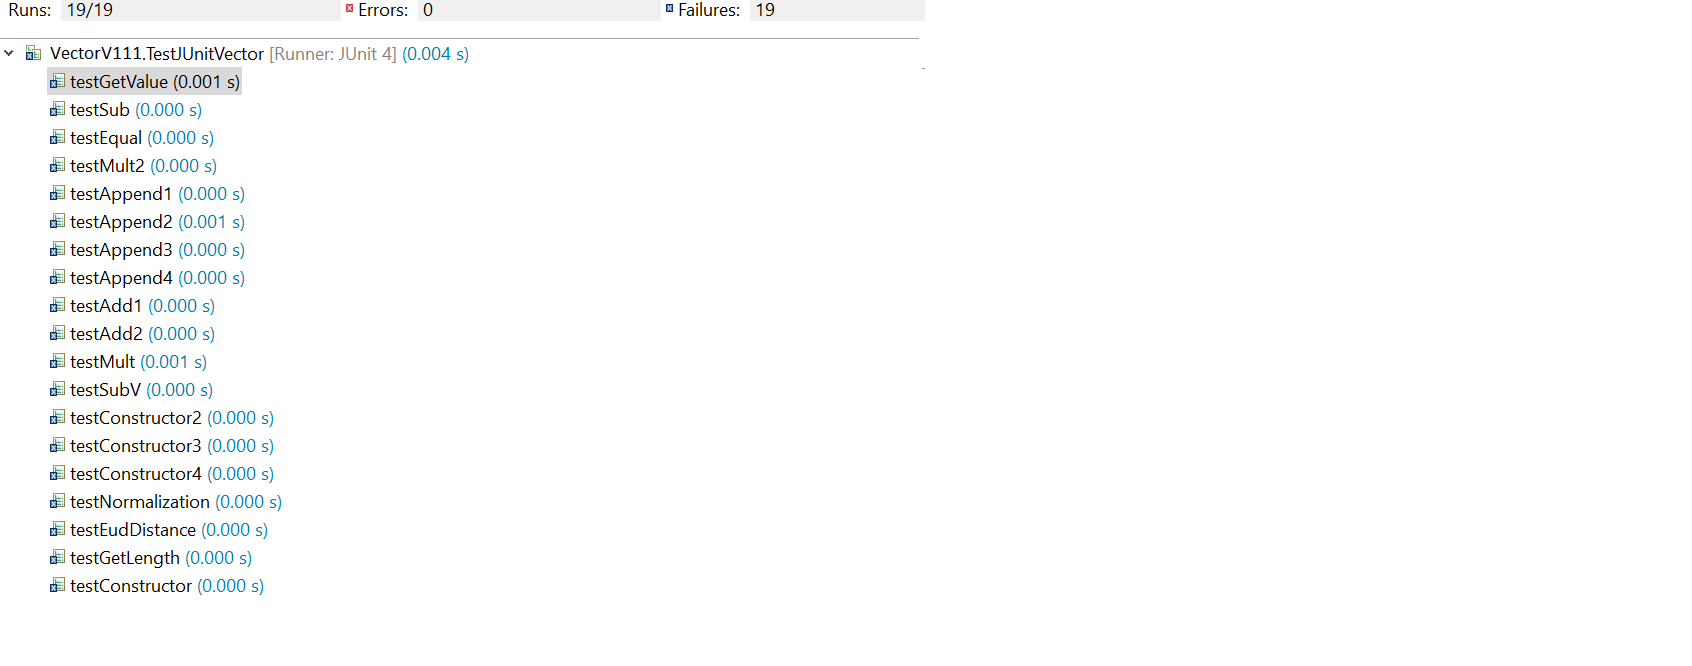 Runs: 19/19 Errors: 0 Failures: 19
VectorV111.TestJUnitVector [Runner: JUnit 4] (0.004 s)
testGetValue (0.001 s)
testSub (0.000 s)
testEqual (0.000 s)
testMult2 (0.000 s)
testAppend1 (0.000 s)
testAppend2 (0.001 s)
testAppend3 (0.000 s)
testAppend4 (0.000 s)
testAdd1 (0.000 s)
testAdd2 (0.000 s)
testMult (0.001 s)
testSubV (0.000 s)
testConstructor2 (0.000 s)
testConstructor3 (0.000 s)
testConstructor4 (0.000 s)
testNormalization (0.000 s)
testEudDistance (0.000 s)
testGetLength (0.000 s)
testConstructor (0.000 s)